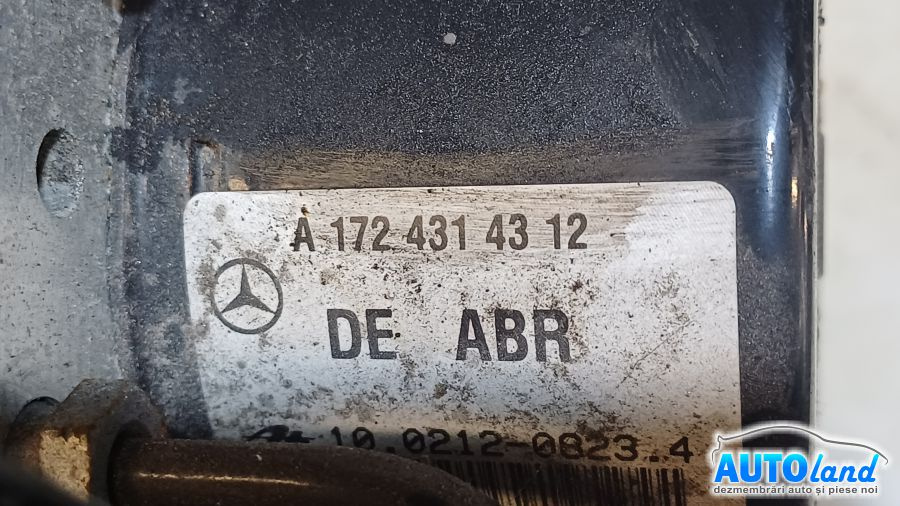 A 172 431 43 12
DE ABR
10.0212-0823.4
AUTOland
dezmembrări auto și piese noi